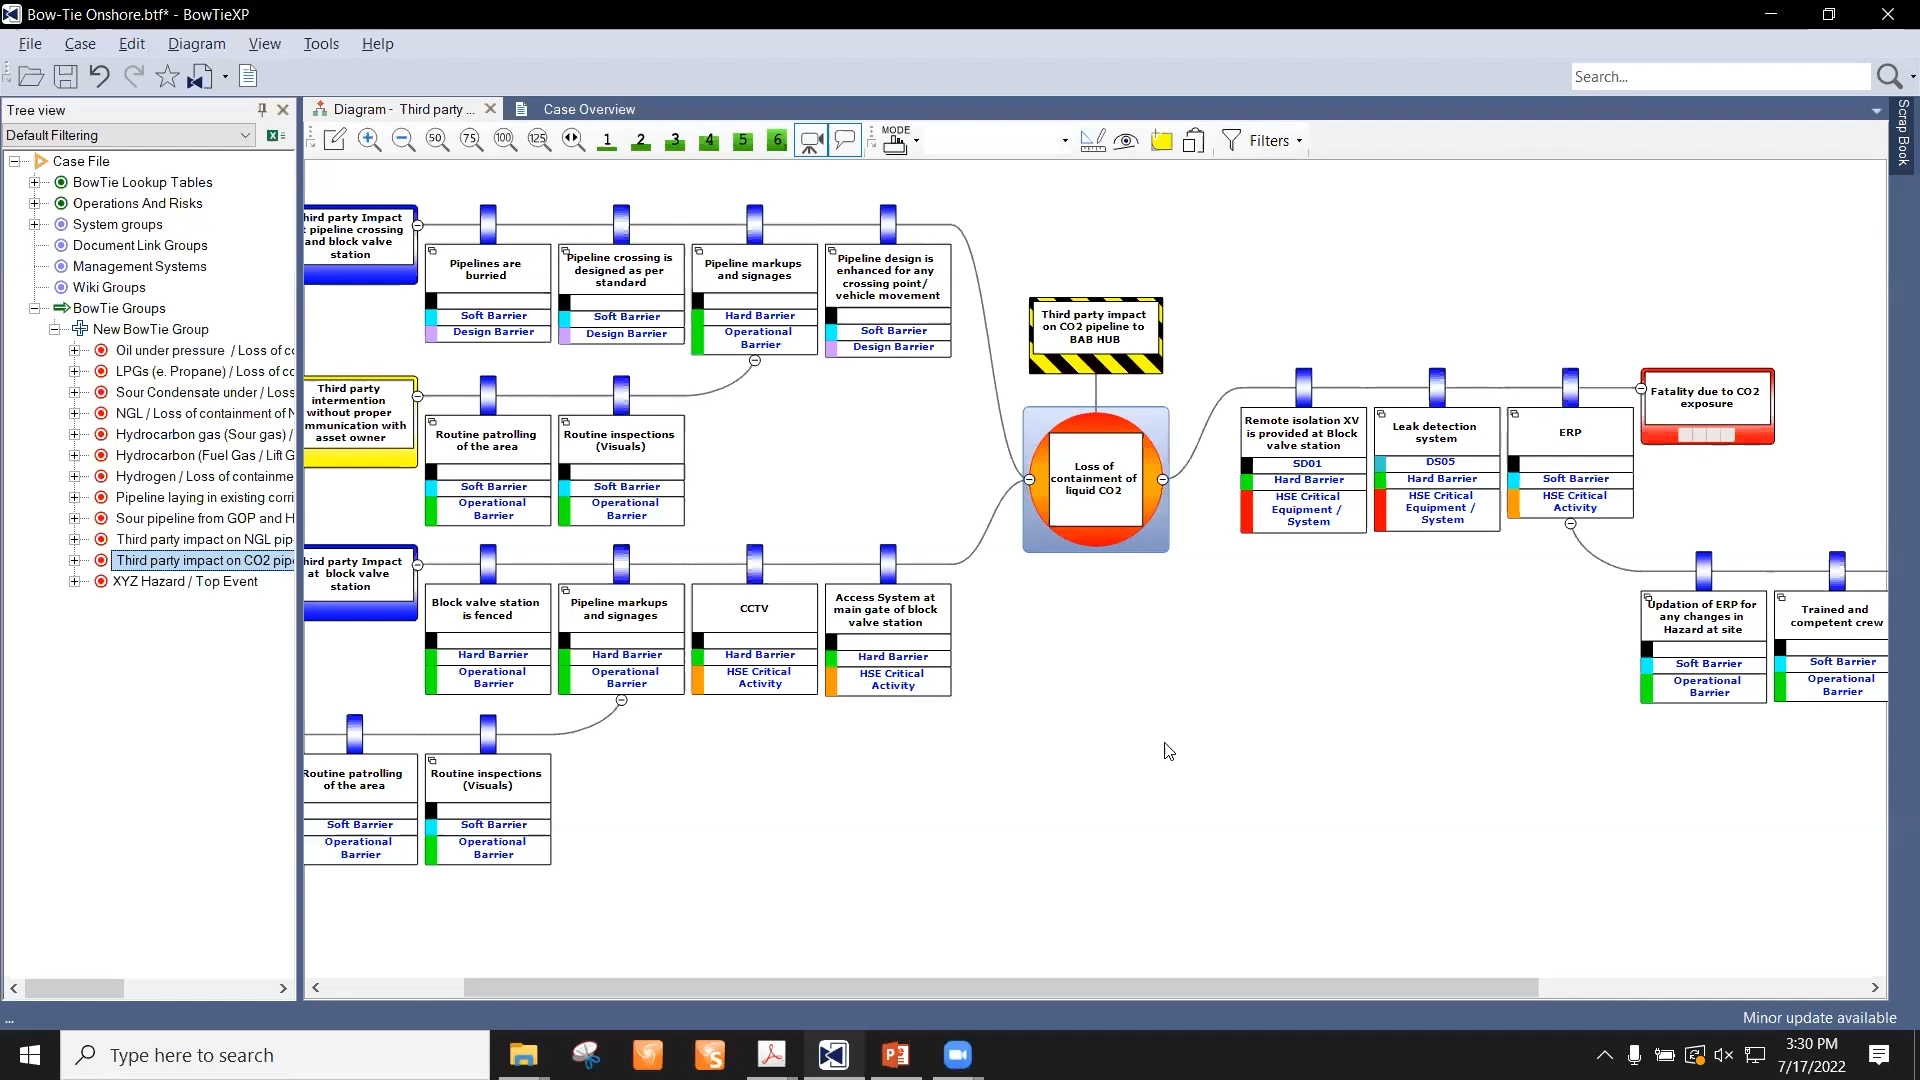 Bow-Tie Onshore.btf* - BowTieXP
File Case Edit Diagram View Tools Help
Search...
Tree view
Default Filtering
Case File
BowTie Lookup Tables
Operations And Risks
System groups
Document Link Groups
Management Systems
Wiki Groups
BowTie Groups
New BowTie Group
Oil under pressure / Loss of co
LPGs (e. Propane) / Loss of co
Sour Condensate under / Loss
NGL / Loss of containment of N
Hydrocarbon gas (Sour gas) /
Hydrocarbon (Fuel Gas / Lift G
Hydrogen / Loss of containme
Pipeline laying in existing corri
Sour pipeline from GOP and H
Third party impact on NGL pip
Third party impact on CO2 pipe
XYZ Hazard / Top Event
Diagram - Third party ...
Case Overview
50 75 100 125 1 2 3 4 5 6 MODE Filters
Scrap Book
hird party Impact
t pipeline crossing
and block valve
station
Pipelines are
burried
Soft Barrier
Design Barrier
Pipeline crossing is
designed as per
standard
Soft Barrier
Design Barrier
Pipeline markups
and signages
Hard Barrier
Operational
Barrier
Pipeline design is
enhanced for any
crossing point/
vehicle movement
Soft Barrier
Design Barrier
Third party
intermention
without proper
mmunication with
asset owner
Routine patrolling
of the area
Soft Barrier
Operational
Barrier
Routine inspections
(Visuals)
Soft Barrier
Operational
Barrier
hird party Impact
at block valve
station
Block valve station
is fenced
Hard Barrier
Operational
Barrier
Pipeline markups
and signages
Hard Barrier
Operational
Barrier
CCTV
Hard Barrier
HSE Critical
Activity
Access System at
main gate of block
valve station
Hard Barrier
HSE Critical
Activity
Routine patrolling
of the area
Soft Barrier
Operational
Barrier
Routine inspections
(Visuals)
Soft Barrier
Operational
Barrier
Third party impact
on CO2 pipeline to
BAB HUB
Loss of
containment of
liquid CO2
Remote isolation XV
is provided at Block
valve station
SD01
Hard Barrier
HSE Critical
Equipment /
System
Leak detection
system
DS05
Hard Barrier
HSE Critical
Equipment /
System
ERP
Soft Barrier
HSE Critical
Activity
Fatality due to CO2
exposure
Updation of ERP for
any changes in
Hazard at site
Soft Barrier
Operational
Barrier
Trained and
competent crew
Soft Barrier
Operational
Barrier
...
Minor update available
Type here to search
3:30 PM
7/17/2022